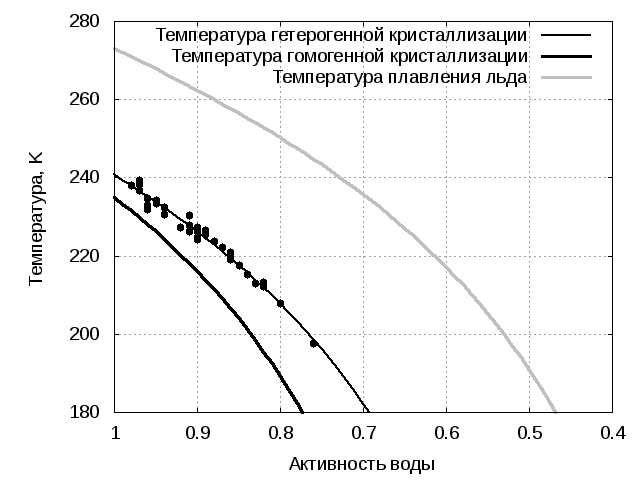 280
260
240
220
200
180
Температура, K
Температура гетерогенной кристаллизации
Температура гомогенной кристаллизации
Температура плавления льда
1 0.9 0.8 0.7 0.6 0.5 0.4
Активность воды